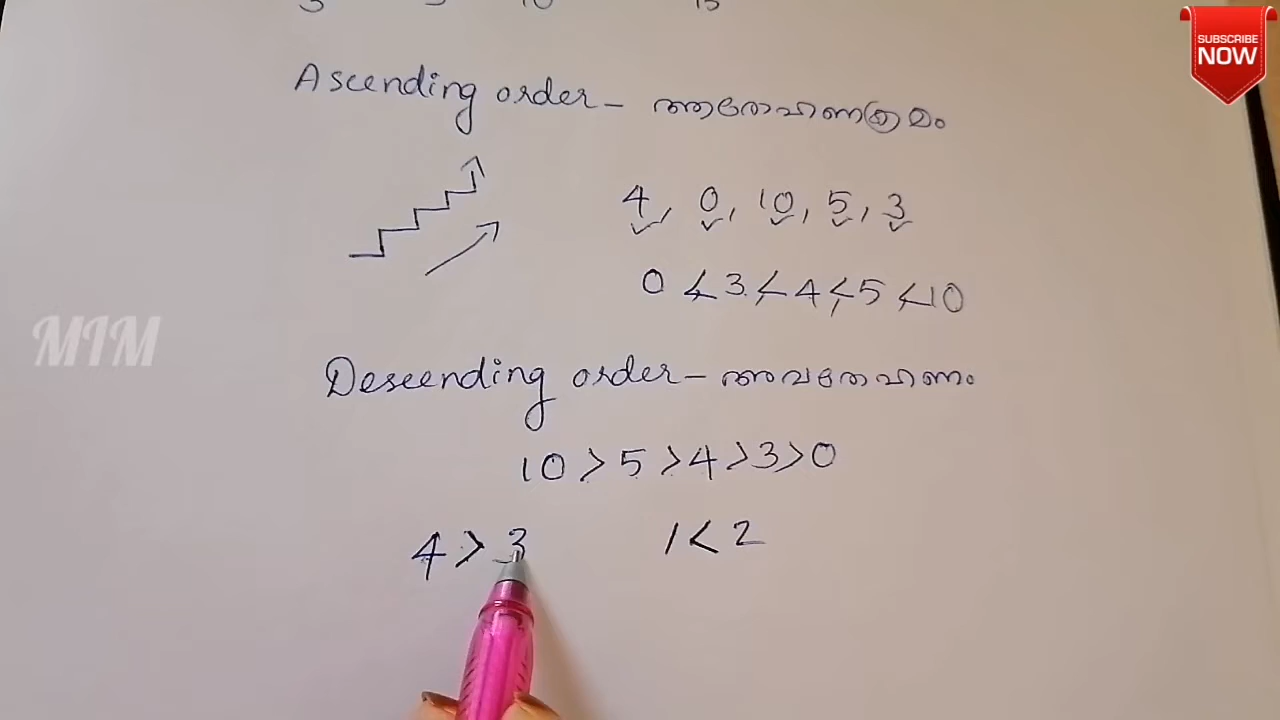 SUBSCRIBE
NOW
Ascending order - ആരോഹണക്രമം
4, 0, 10, 5, 3
0 < 3 < 4 < 5 < 10
MIM
Descending order - അവരോഹണം
10 > 5 > 4 > 3 > 0
4 > 3 1 < 2